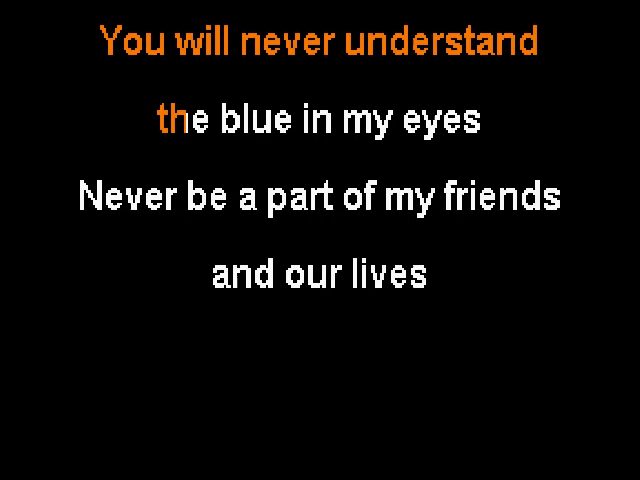 You will never understand
the blue in my eyes
Never be a part of my friends
and our lives